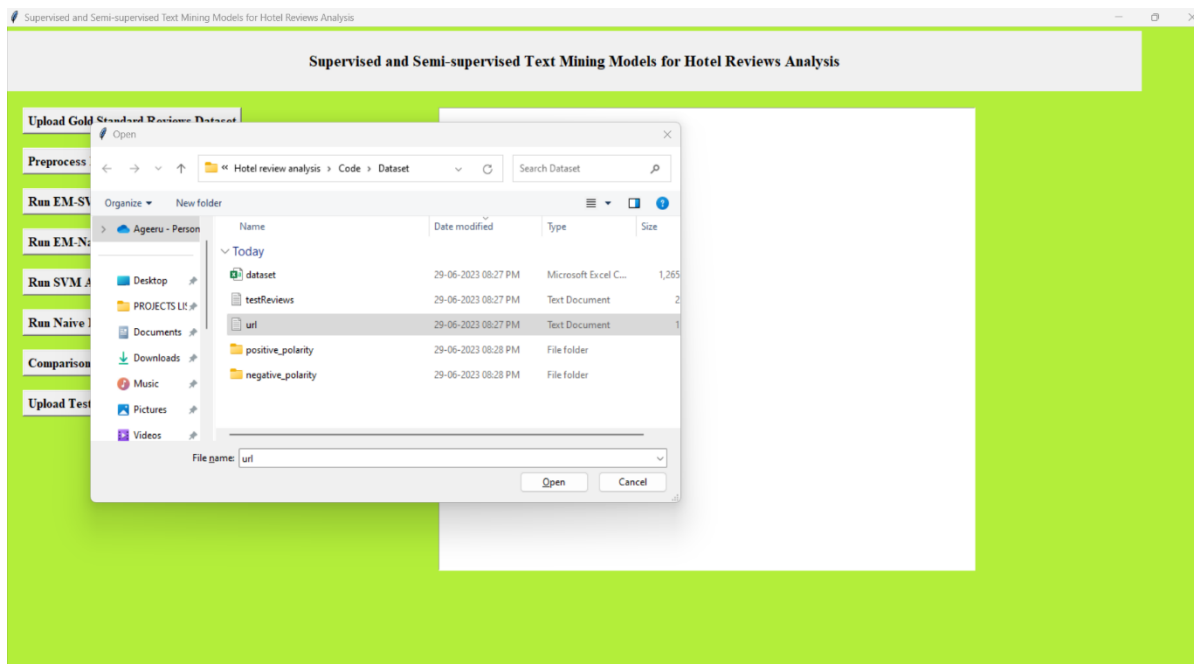 Supervised and Semi-supervised Text Mining Models for Hotel Reviews Analysis
Supervised and Semi-supervised Text Mining Models for Hotel Reviews Analysis
Upload Gold Standard Reviews Dataset
Preprocess
Run EM-SV
Run EM-Na
Run SVM A
Run Naive
Comparison
Upload Test
Open
« Hotel review analysis › Code › Dataset
Search Dataset
Organize New folder
Ageeru - Person
Desktop
PROJECTS LIS
Documents
Downloads
Music
Pictures
Videos
Name Date modified Type Size
Today
dataset 29-06-2023 08:27 PM Microsoft Excel C... 1,265
testReviews 29-06-2023 08:27 PM Text Document 2
url 29-06-2023 08:27 PM Text Document 1
positive_polarity 29-06-2023 08:28 PM File folder
negative_polarity 29-06-2023 08:28 PM File folder
File name: url
Open Cancel